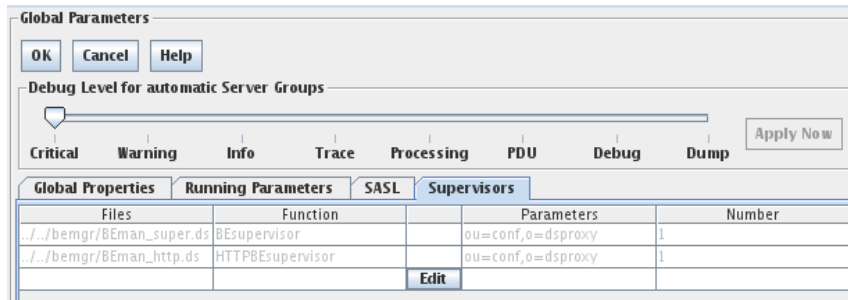 Global Parameters
OK Cancel Help
Debug Level for automatic Server Groups
Critical Warning Info Trace Processing PDU Debug Dump Apply Now
Global Properties Running Parameters SASL Supervisors
Files Function Parameters Number
../../bemgr/BEman_super.ds BEsupervisor ou=conf,o=dsproxy 1
../../bemgr/BEman_http.ds HTTPBEsupervisor ou=conf,o=dsproxy 1
Edit